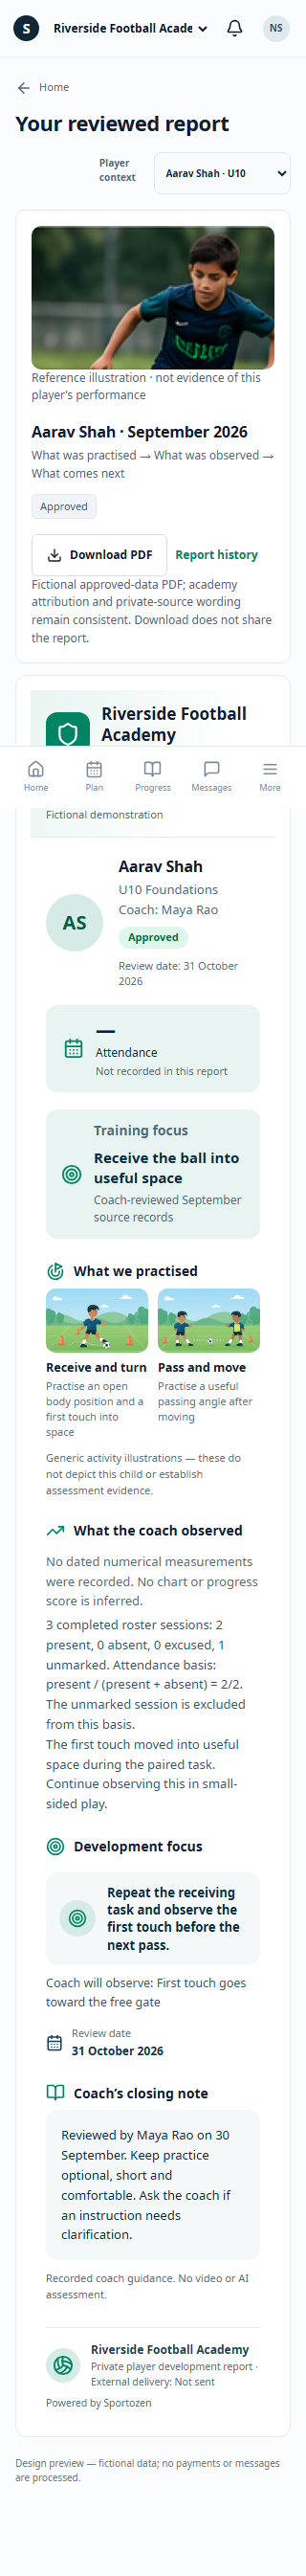 S Riverside Football Acade NS
Home
Your reviewed report
Player
context
Aarav Shah · U10
Reference illustration · not evidence of this
player's performance
Aarav Shah · September 2026
What was practised → What was observed →
What comes next
Approved
Download PDF Report history
Fictional approved-data PDF; academy
attribution and private-source wording
remain consistent. Download does not share
the report.
Riverside Football
Academy
Home Plan Progress Messages More
Fictional demonstration
AS
Aarav Shah
U10 Foundations
Coach: Maya Rao
Approved
Review date: 31 October
2026
—
Attendance
Not recorded in this report
Training focus
Receive the ball into
useful space
Coach-reviewed September
source records
What we practised
Receive and turn
Practise an open
body position and a
first touch into
space
Pass and move
Practise a useful
passing angle after
moving
Generic activity illustrations — these do
not depict this child or establish
assessment evidence.
What the coach observed
No dated numerical measurements
were recorded. No chart or progress
score is inferred.
3 completed roster sessions: 2
present, 0 absent, 0 excused, 1
unmarked. Attendance basis:
present / (present + absent) = 2/2.
The unmarked session is excluded
from this basis.
The first touch moved into useful
space during the paired task.
Continue observing this in small-
sided play.
Development focus
Repeat the receiving
task and observe the
first touch before the
next pass.
Coach will observe: First touch goes
toward the free gate
Review date
31 October 2026
Coach's closing note
Reviewed by Maya Rao on 30
September. Keep practice
optional, short and
comfortable. Ask the coach if
an instruction needs
clarification.
Recorded coach guidance. No video or AI
assessment.
Riverside Football Academy
Private player development report ·
External delivery: Not sent
Powered by Sportozen
Design preview — fictional data; no payments or messages
are processed.